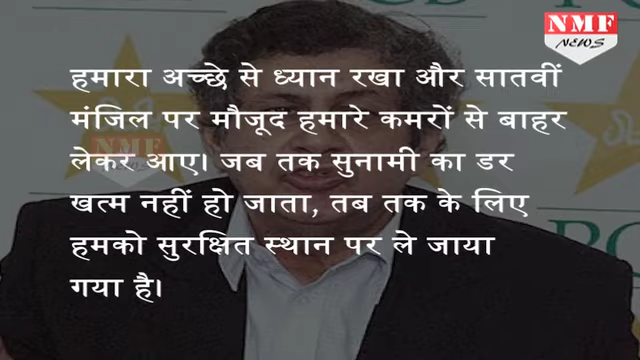 NMF
NEWS
हमारा अच्छे से ध्यान रखा और सातवीं
मंजिल पर मौजूद हमारे कमरों से बाहर
लेकर आए। जब तक सुनामी का डर
खत्म नहीं हो जाता, तब तक के लिए
हमको सुरक्षित स्थान पर ले जाया
गया है।